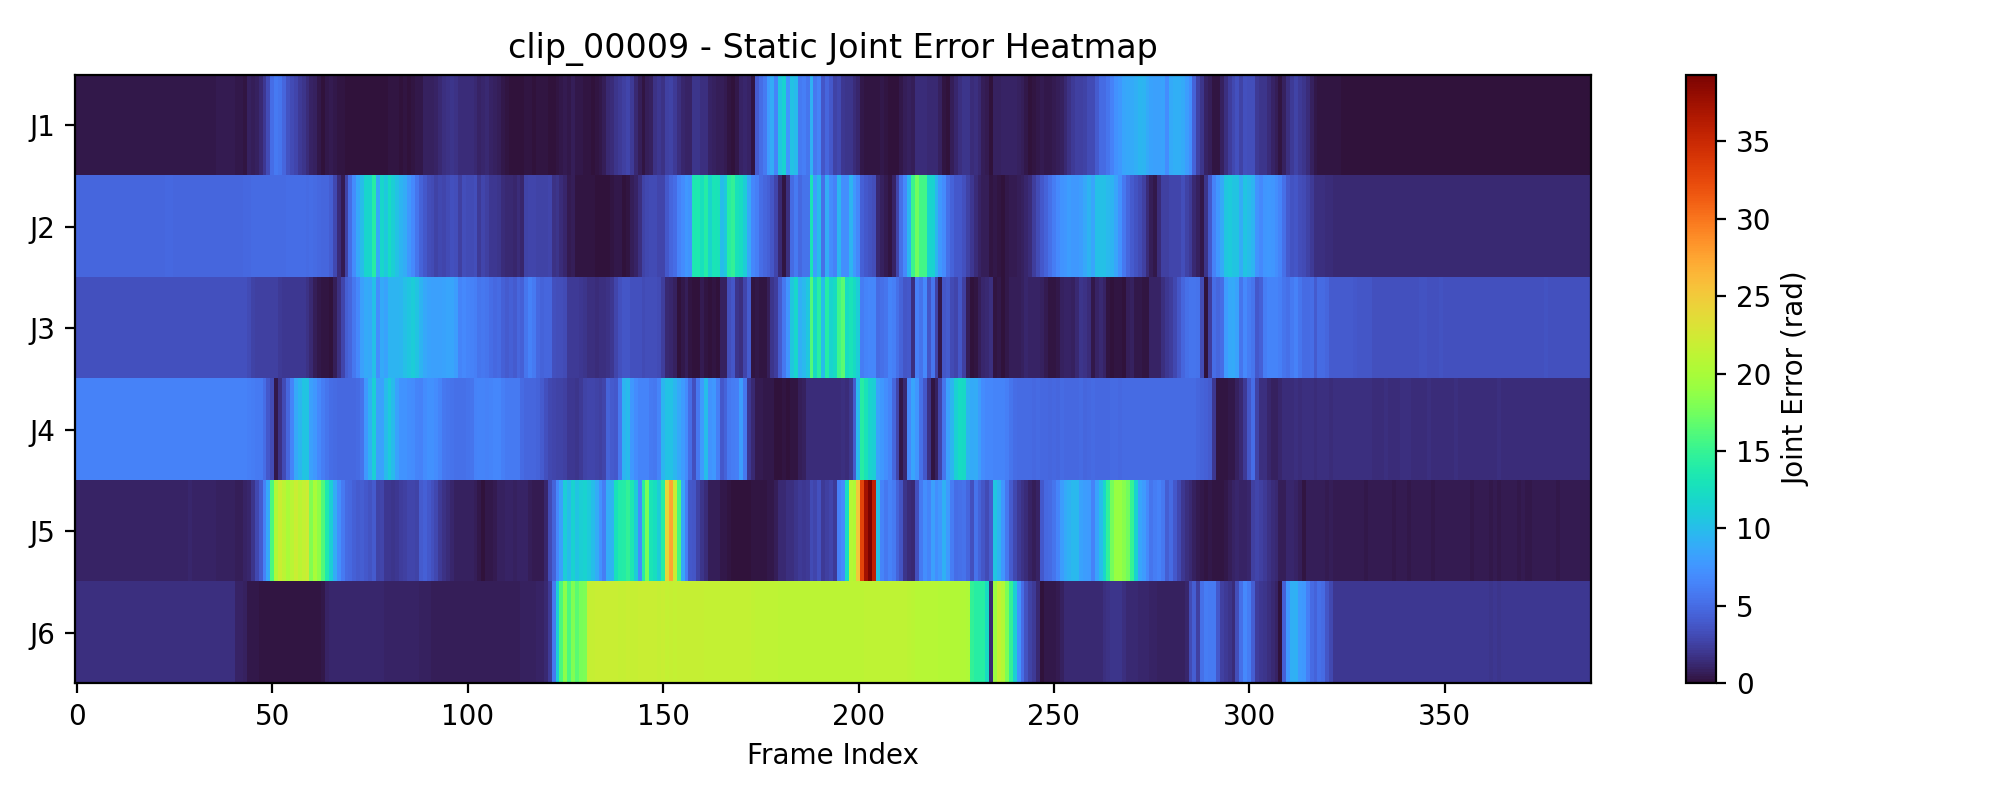 clip_00009 - Static Joint Error Heatmap
J1
J2
J3
J4
J5
J6
0 50 100 150 200 250 300 350
Frame Index
35
30
25
20
15
10
5
0
Joint Error (rad)